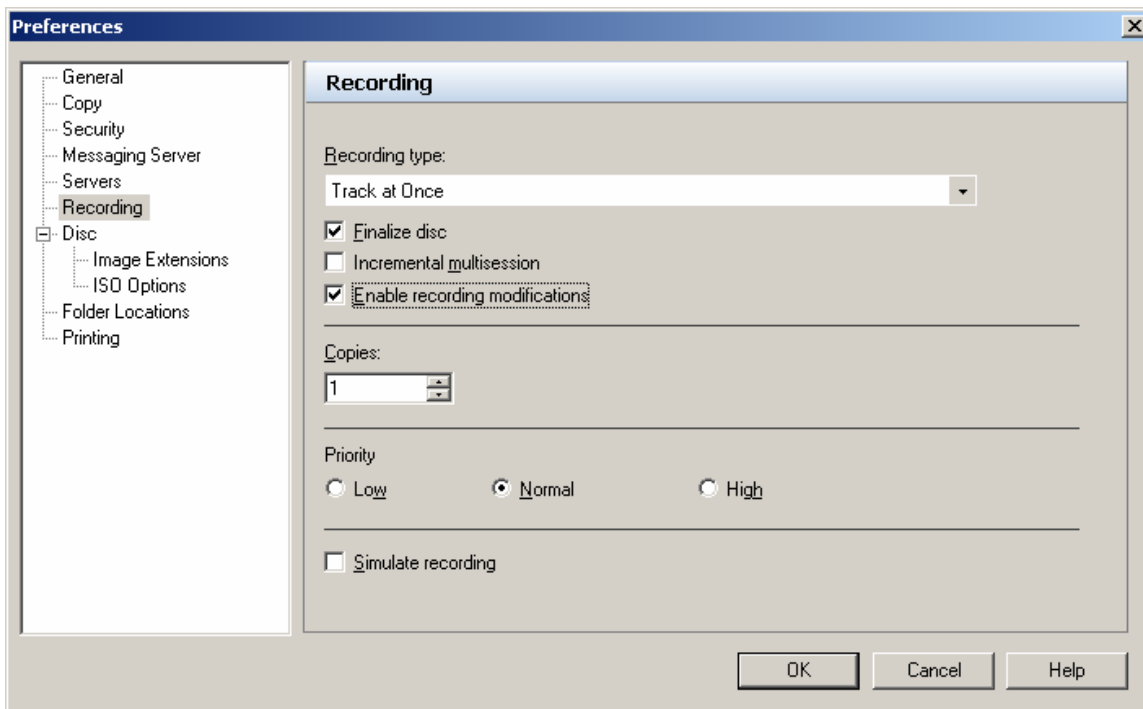 Preferences
General
Copy
Security
Messaging Server
Servers
Recording
Disc
Image Extensions
ISO Options
Folder Locations
Printing
Recording
Recording type:
Track at Once
Finalize disc
Incremental multisession
Enable recording modifications
Copies:
1
Priority
Low Normal High
Simulate recording
OK Cancel Help